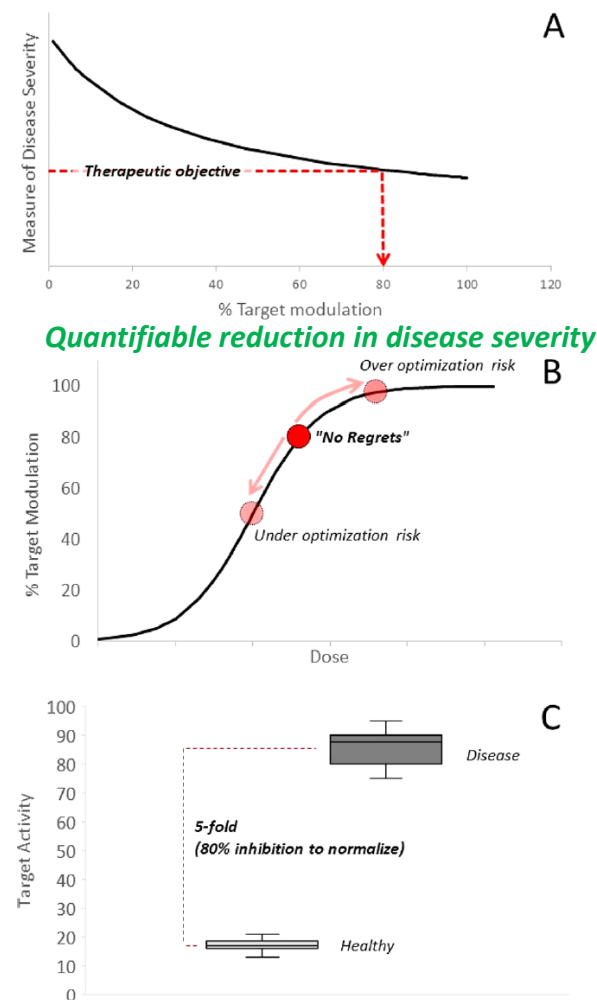 A
Measure of Disease Severity
Therapeutic objective
0 20 40 60 80 100 120
% Target modulation
Quantifiable reduction in disease severity
B
Over optimization risk
100
80
60
40
20
0
% Target Modulation
"No Regrets"
Under optimization risk
Dose
C
100
90
80
70
60
50
40
30
20
10
0
Target Activity
Disease
5-fold
(80% inhibition to normalize)
Healthy